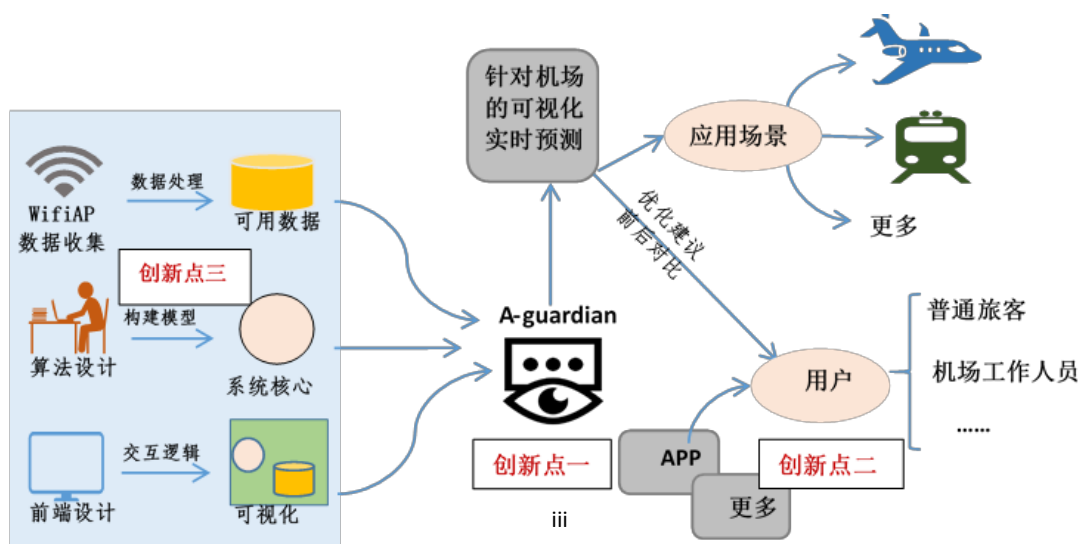 WifiAP
数据收集
数据处理
可用数据
创新点三
算法设计
构建模型
系统核心
前端设计
交互逻辑
可视化
针对机场
的可视化
实时预测
A-guardian
创新点一
iii
应用场景
更多
优化建议
前后对比
用户
普通旅客
机场工作人员
……
APP
创新点二
更多